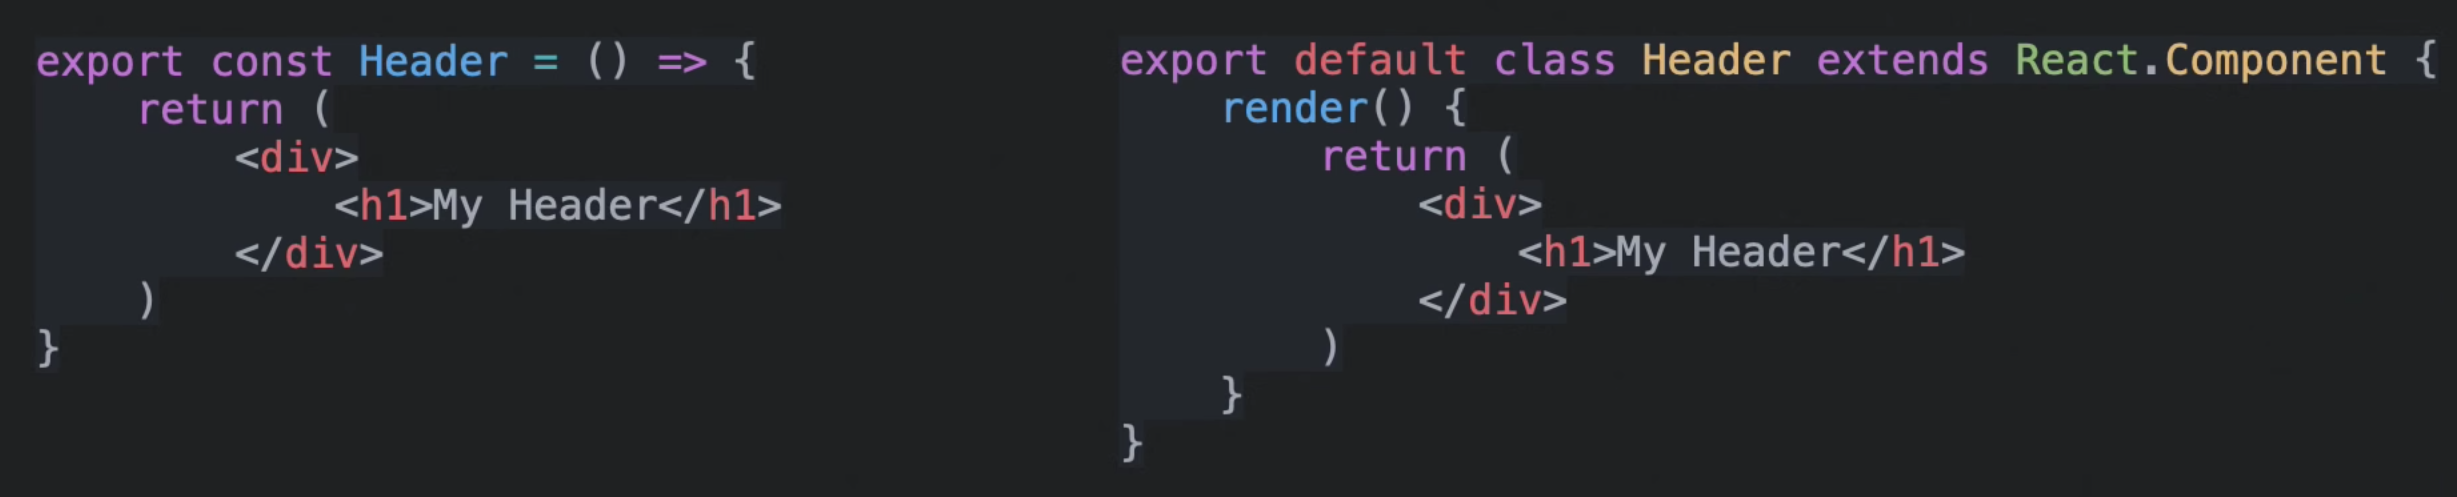 export const Header = () => {
    return (
        <div>
            <h1>My Header</h1>
        </div>
    )
}
export default class Header extends React.Component {
    render() {
        return (
            <div>
                <h1>My Header</h1>
            </div>
        )
    }
}